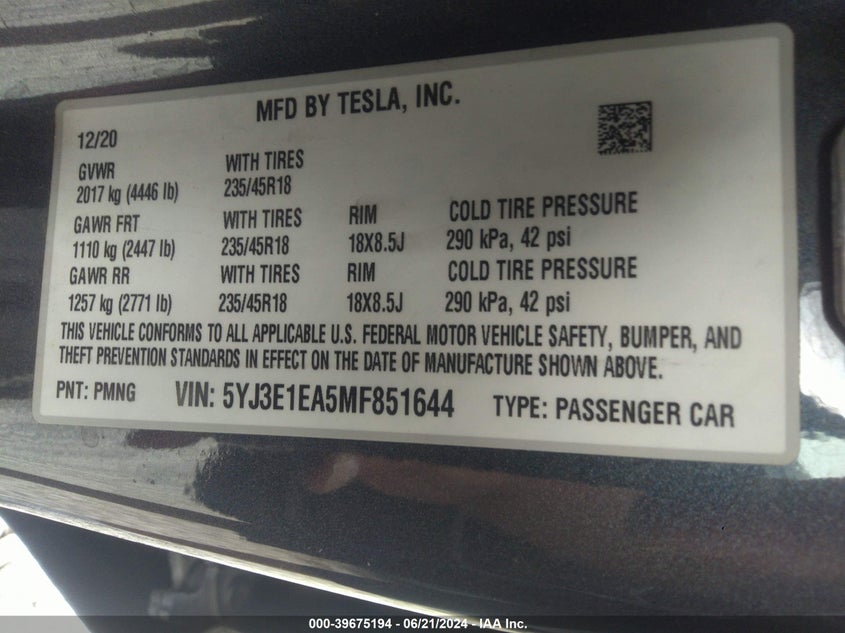 MFD BY TESLA, INC.
12/20
GVWR WITH TIRES
2017 kg (4446 lb) 235/45R18
GAWR FRT WITH TIRES RIM COLD TIRE PRESSURE
1110 kg (2447 lb) 235/45R18 18X8.5J 290 kPa, 42 psi
GAWR RR WITH TIRES RIM COLD TIRE PRESSURE
1257 kg (2771 lb) 235/45R18 18X8.5J 290 kPa, 42 psi
THIS VEHICLE CONFORMS TO ALL APPLICABLE U.S. FEDERAL MOTOR VEHICLE SAFETY, BUMPER, AND
THEFT PREVENTION STANDARDS IN EFFECT ON THE DATE OF MANUFACTURE SHOWN ABOVE.
PNT: PMNG VIN: 5YJ3E1EA5MF851644 TYPE: PASSENGER CAR
000-39675194 - 06/21/2024 - IAA Inc.